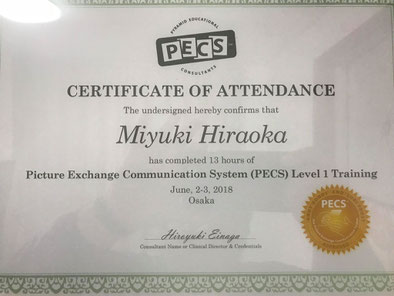 PYRAMID EDUCATIONAL
PECS
CONSULTANTS
CERTIFICATE OF ATTENDANCE
The undersigned hereby confirms that
Miyuki Hiraoka
has completed 13 hours of
Picture Exchange Communication System (PECS) Level 1 Training
June, 2-3, 2018
Osaka
PECS
Consultant Name or Clinical Director & Credentials